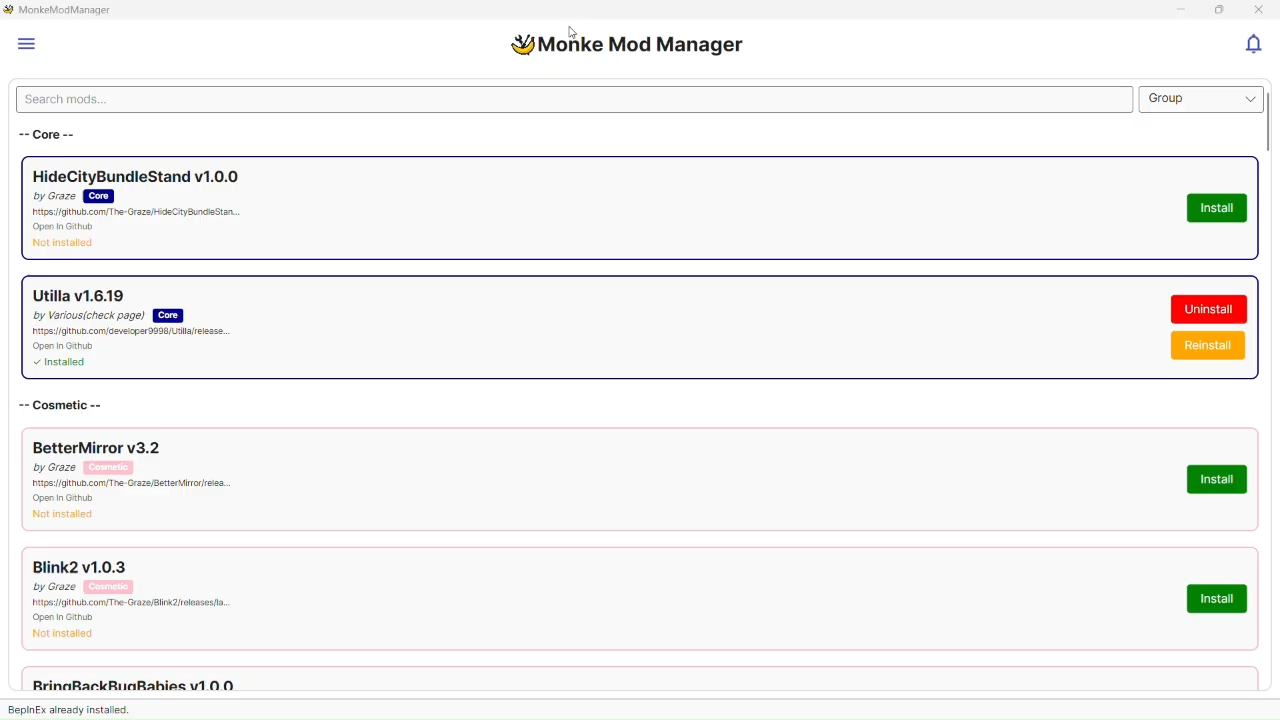 MonkeModManager
Monke Mod Manager
Search mods...
Group
-- Core --
HideCityBundleStand v1.0.0
by Graze Core
https://github.com/The-Graze/HideCityBundleStan...
Open In Github
Not installed
Install
Utilla v1.6.19
by Various(check page) Core
https://github.com/developer9998/Utilla/release...
Open In Github
✓ Installed
Uninstall
Reinstall
-- Cosmetic --
BetterMirror v3.2
by Graze Cosmetic
https://github.com/The-Graze/BetterMirror/relea...
Open In Github
Not installed
Install
Blink2 v1.0.3
by Graze Cosmetic
https://github.com/The-Graze/Blink2/releases/la...
Open In Github
Not installed
Install
BringBackBugBabies v1.0.0
BepInEx already installed.